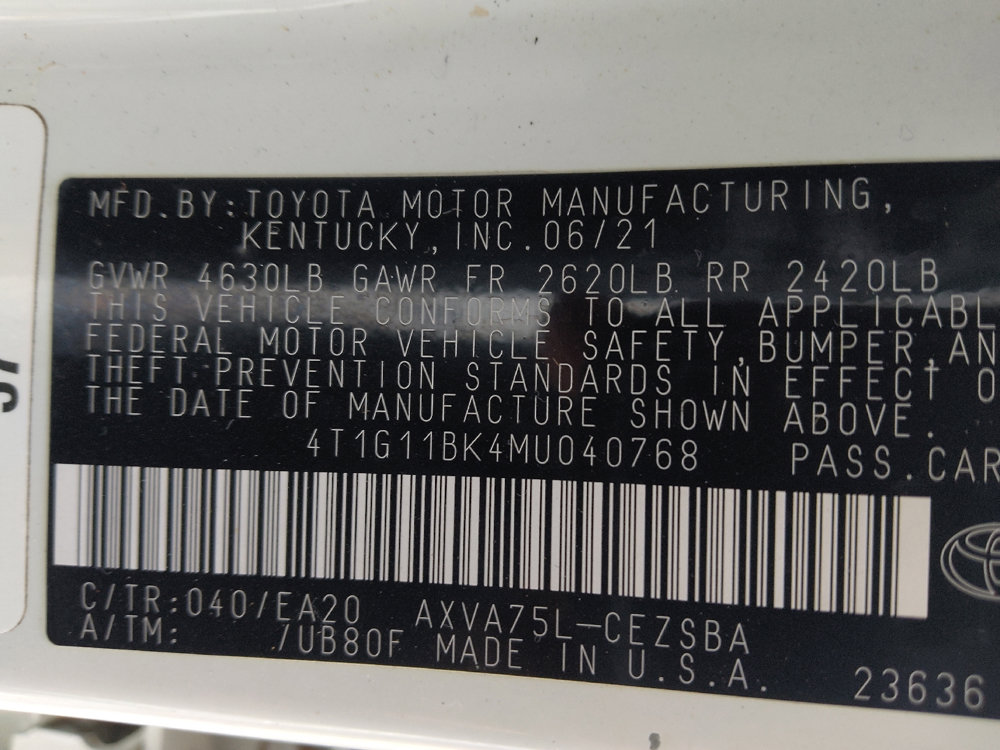 MFD.BY:TOYOTA MOTOR MANUFACTURING,
KENTUCKY,INC.06/21
GVWR 4630LB GAWR FR 2620LB RR 2420LB
THIS VEHICLE CONFORMS TO ALL APPLICABL
FEDERAL MOTOR VEHICLE SAFETY,BUMPER,AN
THEFT PREVENTION STANDARDS IN EFFECT O
THE DATE OF MANUFACTURE SHOWN ABOVE.
4T1G11BK4MU040768 PASS.CAR
C/TR:040/EA20 AXVA75L-CEZSBA
A/TM: /UB80F MADE IN U.S.A.
23636